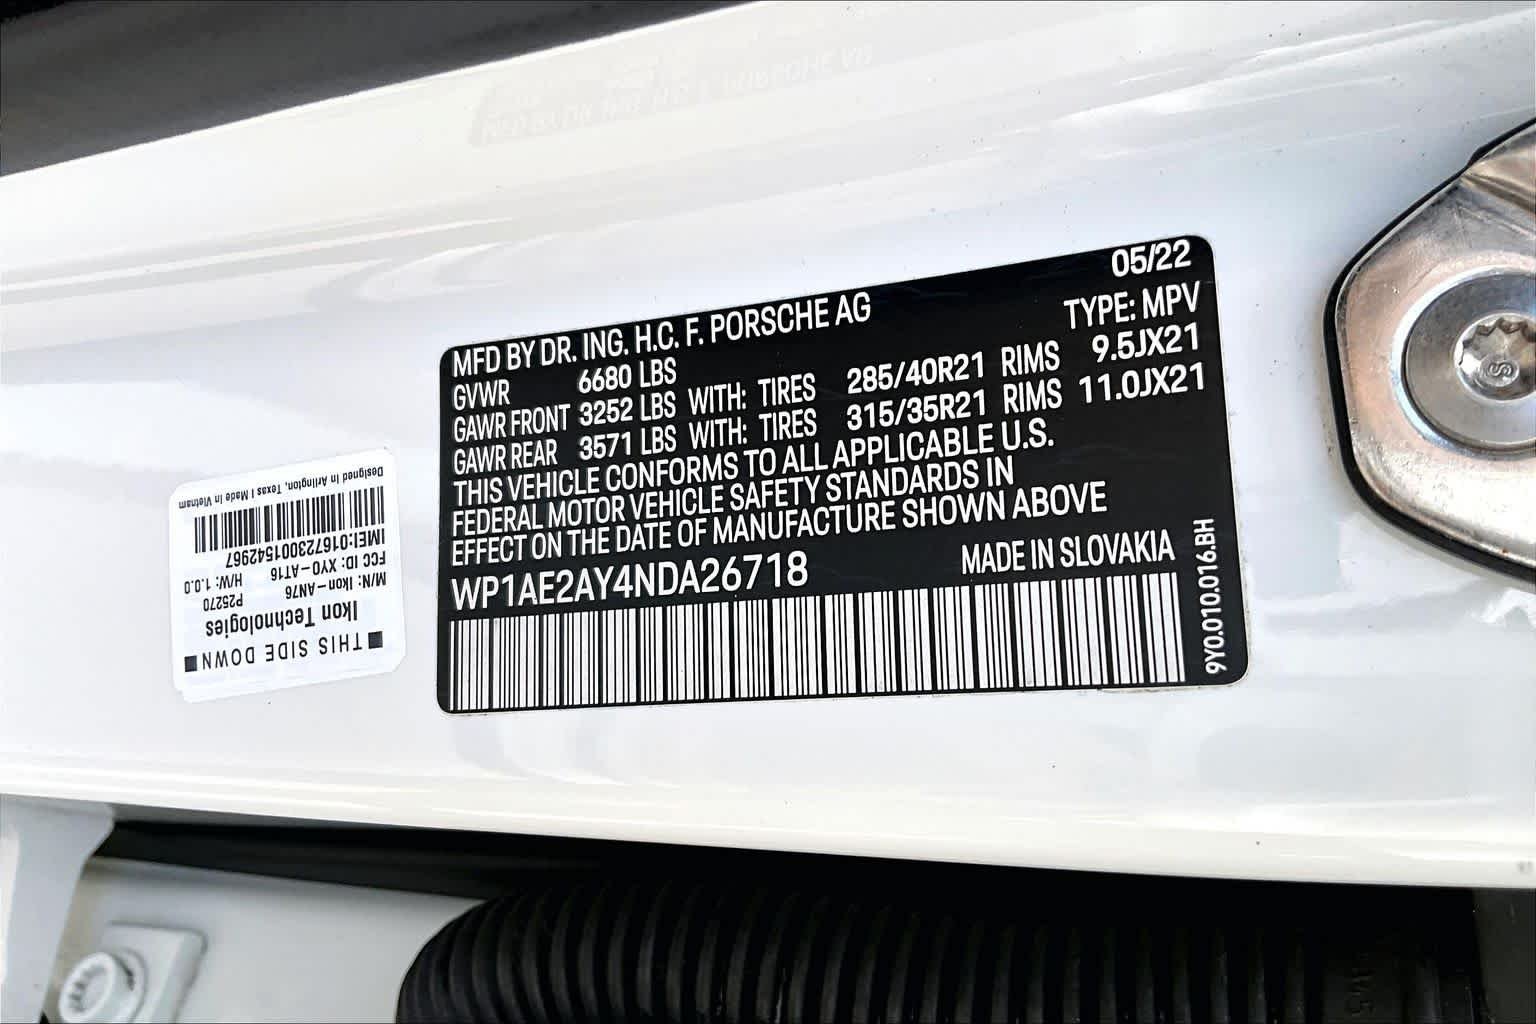 05/22
MFD BY DR. ING. H.C. F. PORSCHE AG
TYPE: MPV
GVWR 6680 LBS
GAWR FRONT 3252 LBS WITH: TIRES 285/40R21 RIMS 9.5JX21
GAWR REAR 3571 LBS WITH: TIRES 315/35R21 RIMS 11.0JX21
THIS VEHICLE CONFORMS TO ALL APPLICABLE U.S.
FEDERAL MOTOR VEHICLE SAFETY STANDARDS IN
EFFECT ON THE DATE OF MANUFACTURE SHOWN ABOVE
WP1AE2AY4NDA26718 MADE IN SLOVAKIA
9Y0.010.016.BH
THIS SIDE DOWN
Ikon Technologies
P25270
M/N: Ikon-AN76 H/W: 1.0.0
FCC ID: XYO-AT16
IMEI:016723001542967
Designed in Arlington, Texas | Made in Vietnam